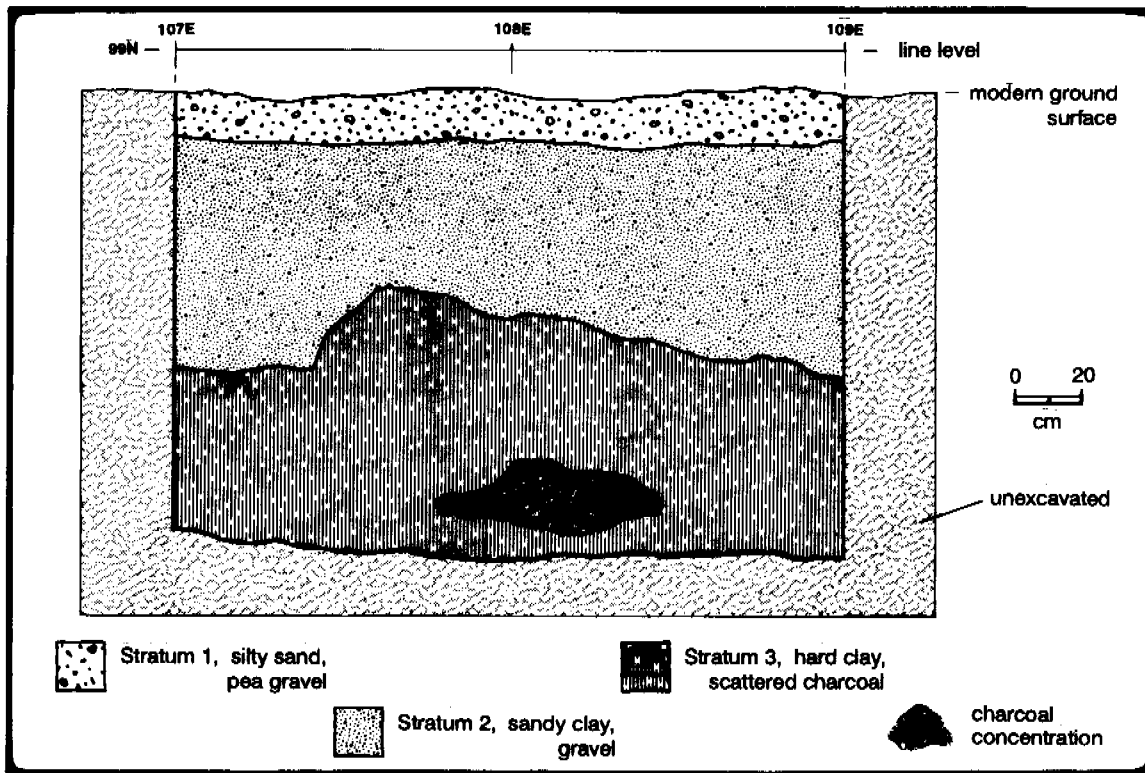 107E 108E 109E
99N line level
modern ground
surface
0 20
cm
unexcavated
Stratum 1, silty sand,
pea gravel
Stratum 3, hard clay,
scattered charcoal
Stratum 2, sandy clay,
gravel
charcoal
concentration